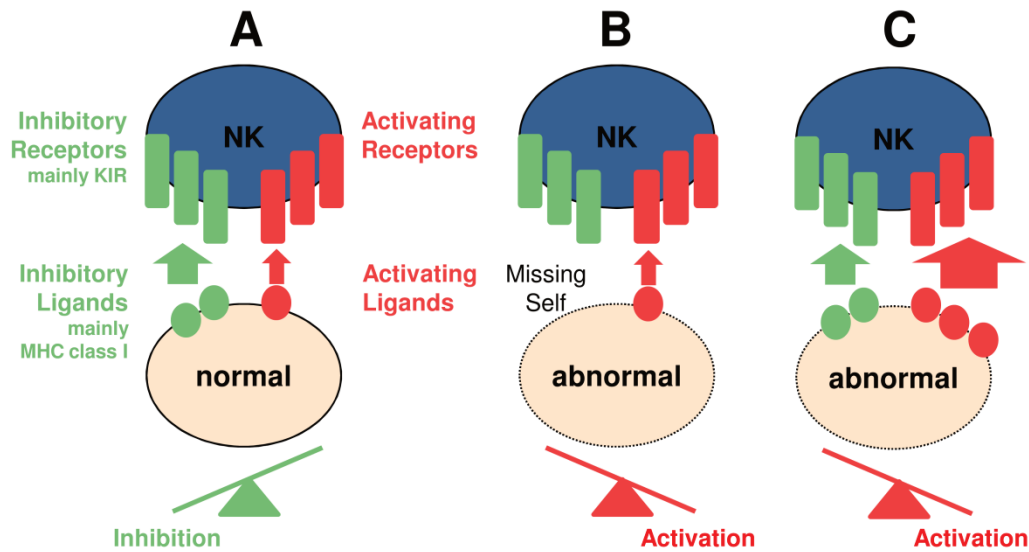 A
B
C
Inhibitory
Receptors
mainly KIR
NK
Activating
Receptors
NK
NK
Inhibitory
Ligands
mainly
MHC class I
Activating
Ligands
Missing
Self
normal
abnormal
abnormal
Inhibition
Activation
Activation